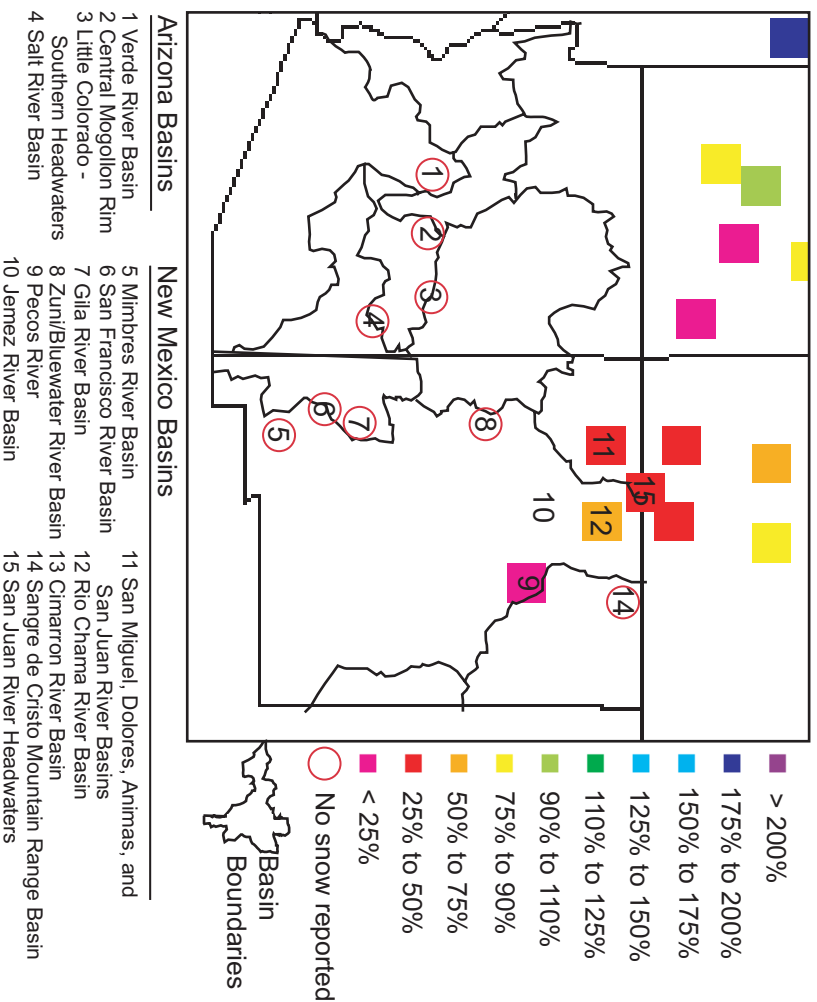 > 200%
175% to 200%
150% to 175%
125% to 150%
110% to 125%
90% to 110%
75% to 90%
50% to 75%
25% to 50%
< 25%
No snow reported
Basin
Boundaries
1
2
3
4
5
6
7
8
9
10
11
12
14
15
Arizona Basins
1 Verde River Basin
2 Central Mogollon Rim
3 Little Colorado -
Southern Headwaters
4 Salt River Basin
New Mexico Basins
5 Mimbres River Basin
6 San Francisco River Basin
7 Gila River Basin
8 Zuni/Bluewater River Basin
9 Pecos River
10 Jemez River Basin
11 San Miguel, Dolores, Animas, and
San Juan River Basins
12 Rio Chama River Basin
13 Cimarron River Basin
14 Sangre de Cristo Mountain Range Basin
15 San Juan River Headwaters